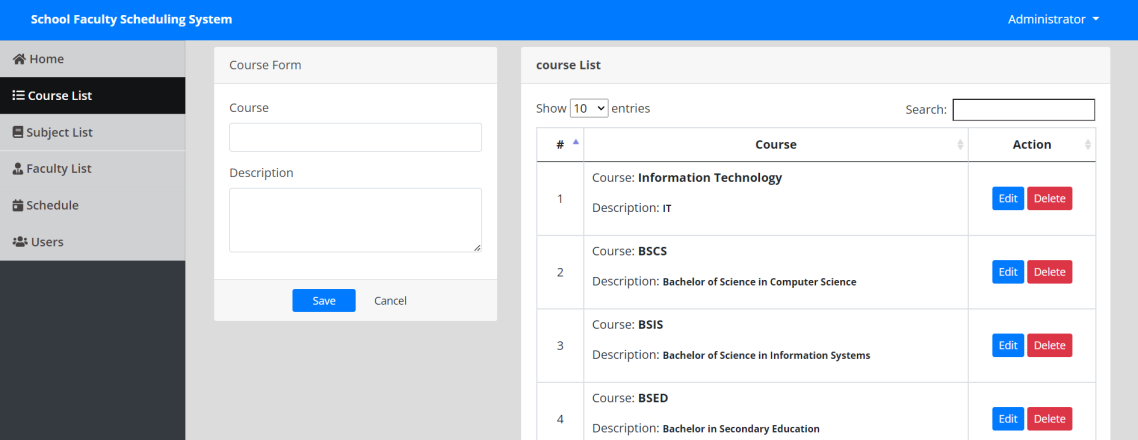 School Faculty Scheduling System
Administrator
Home
Course List
Subject List
Faculty List
Schedule
Users
Course Form
Course
Description
Save Cancel
course List
Show 10 entries
Search:
# Course Action
1
Course: Information Technology
Description: IT
Edit Delete
2
Course: BSCS
Description: Bachelor of Science in Computer Science
Edit Delete
3
Course: BSIS
Description: Bachelor of Science in Information Systems
Edit Delete
4
Course: BSED
Description: Bachelor in Secondary Education
Edit Delete